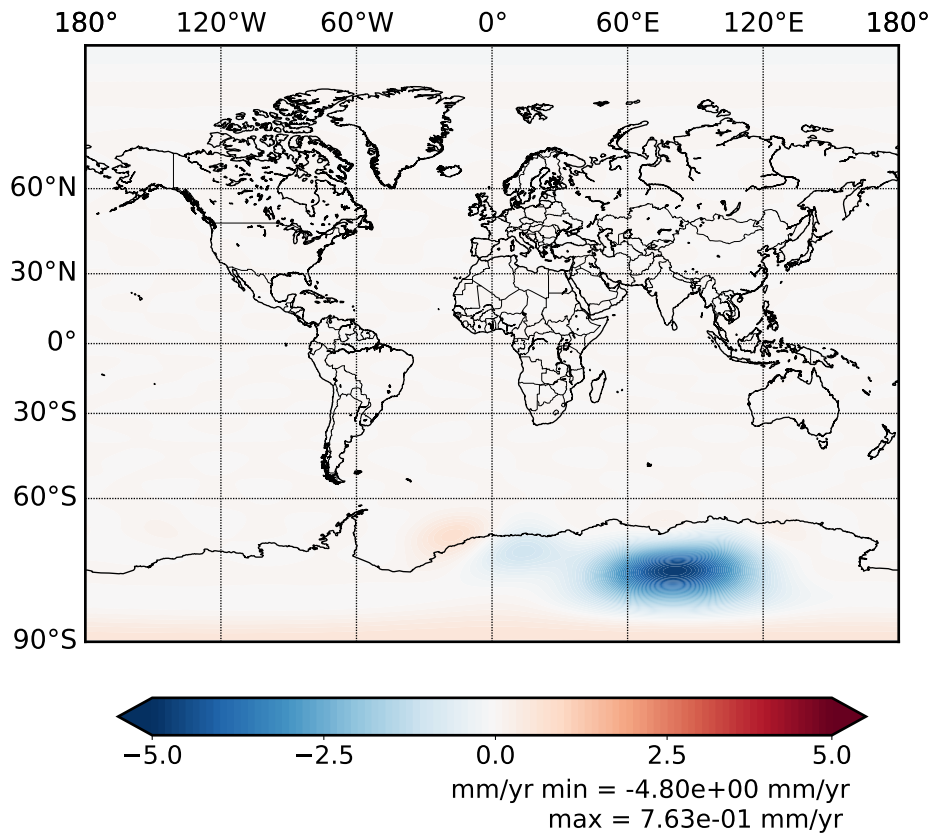 180° 120°W 60°W 0° 60°E 120°E 180°
60°N
30°N
0°
30°S
60°S
90°S
−5.0 −2.5 0.0 2.5 5.0
mm/yr min = -4.80e+00 mm/yr
max = 7.63e-01 mm/yr